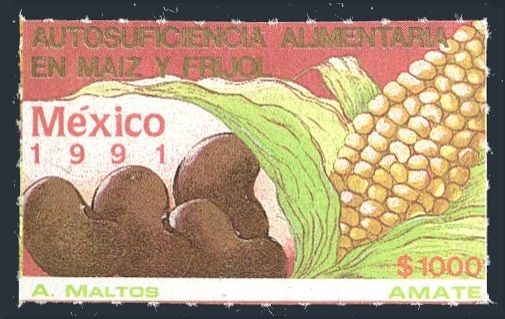 AUTOSUFICIENCIA ALIMENTARIA
EN MAIZ Y FRIJOL
México
1991
$1000
A. MALTOS
AMATE